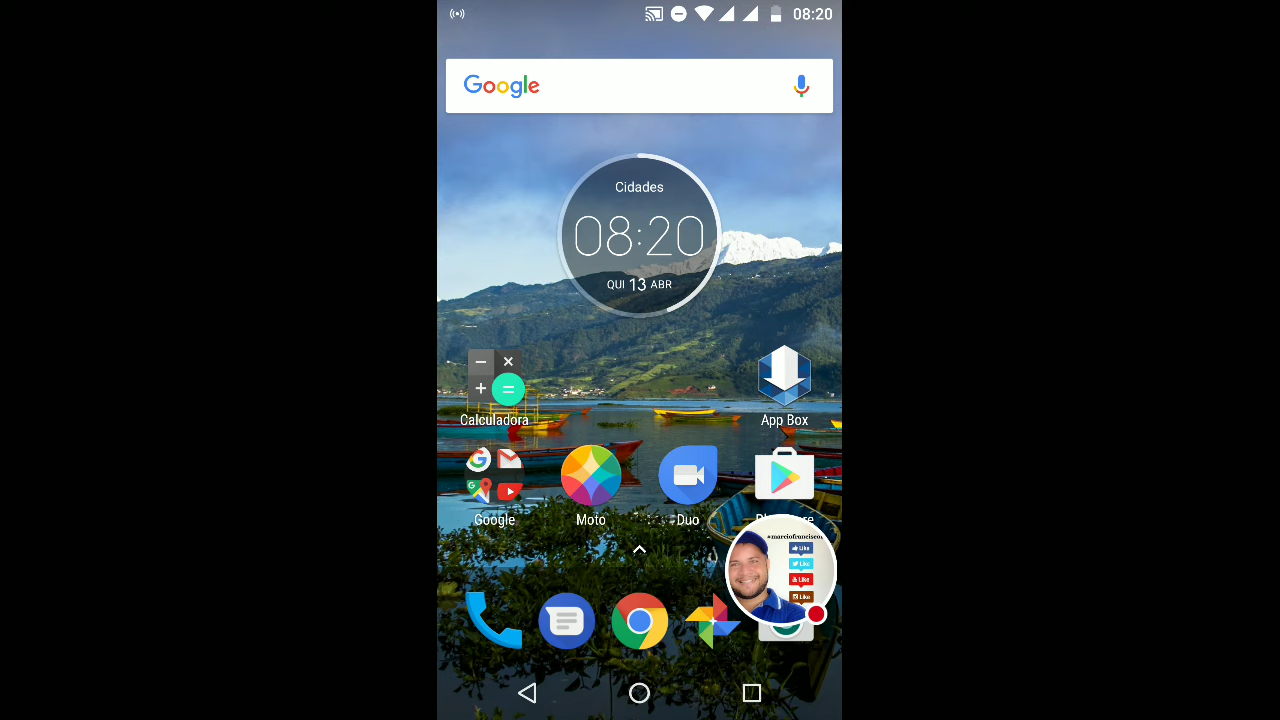 08:20
Google
Cidades
08:20
QUI 13 ABR
Calculadora
App Box
Google
Moto
Duo
#marciofrancisco
Like
Like
Like
Like